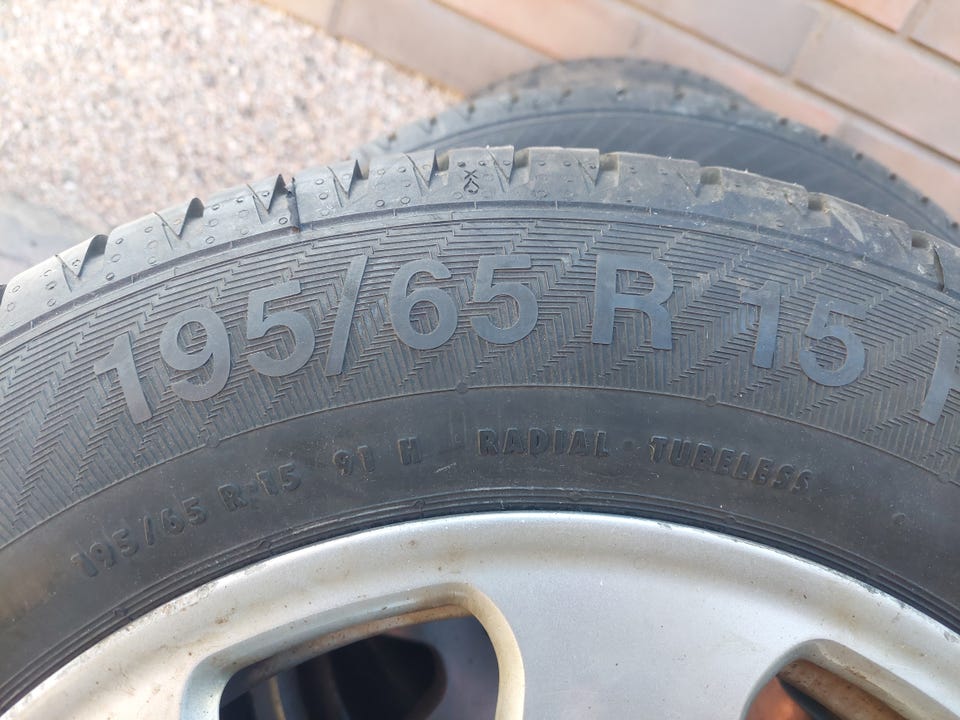 195/65 R 15
195/65 R 15 91 H RADIAL TUBELESS